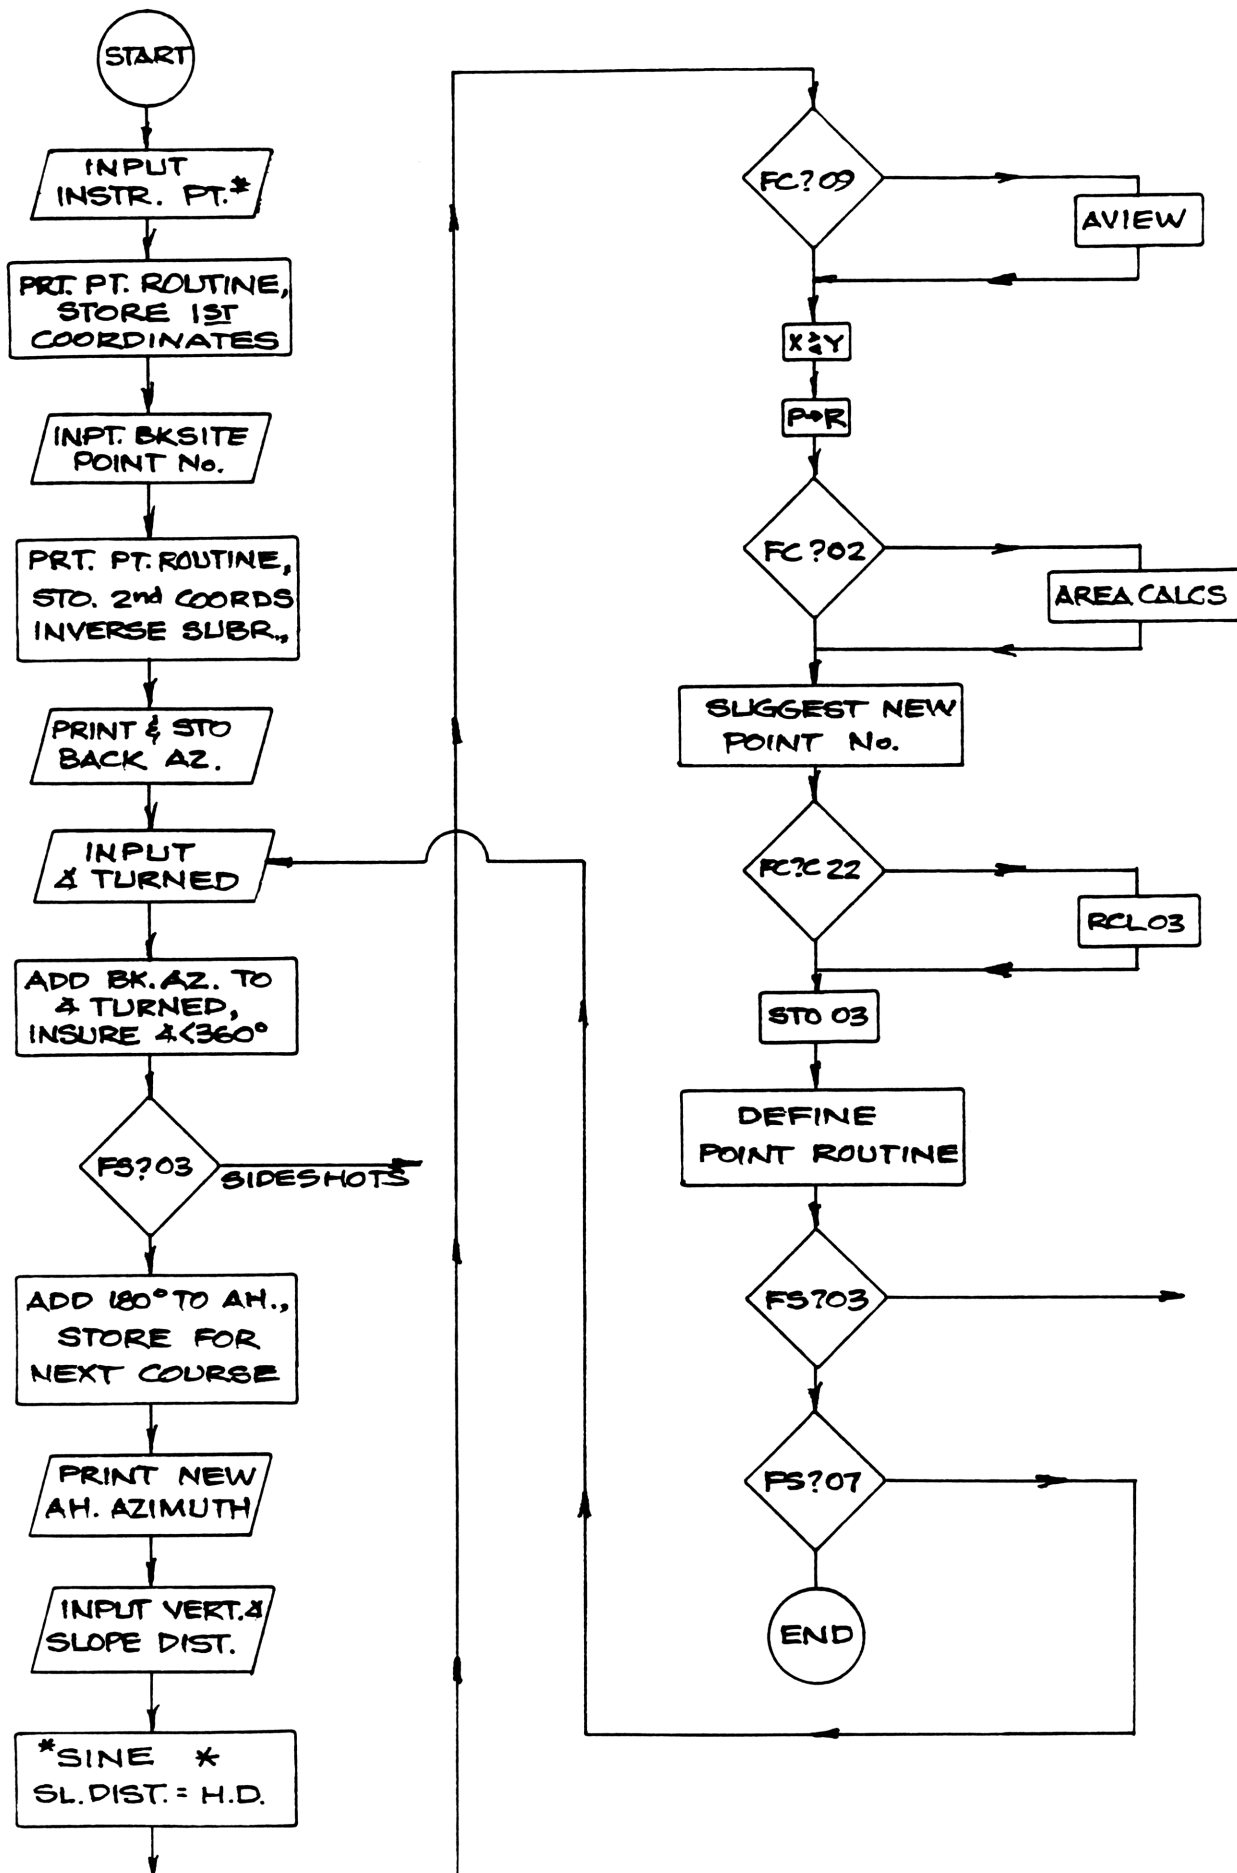 START
INPUT
INSTR. PT.*
PRT. PT. ROUTINE,
STORE 1ST
COORDINATES
INPT. BKSITE
POINT No.
PRT. PT. ROUTINE,
STO. 2nd COORDS
INVERSE SUBR.,
PRINT & STO
BACK AZ.
INPUT
∡ TURNED
ADD BK. AZ. TO
∡ TURNED,
INSURE ∡<360°
FS?03
SIDESHOTS
ADD 180° TO AH.,
STORE FOR
NEXT COURSE
PRINT NEW
AH. AZIMUTH
INPUT VERT.∡
SLOPE DIST.
*SINE *
SL. DIST. = H.D.
FC?09
AVIEW
X≷Y
P→R
FC?02
AREA CALCS
SUGGEST NEW
POINT No.
FC?C 22
RCL 03
STO 03
DEFINE
POINT ROUTINE
FS?03
FS?07
END